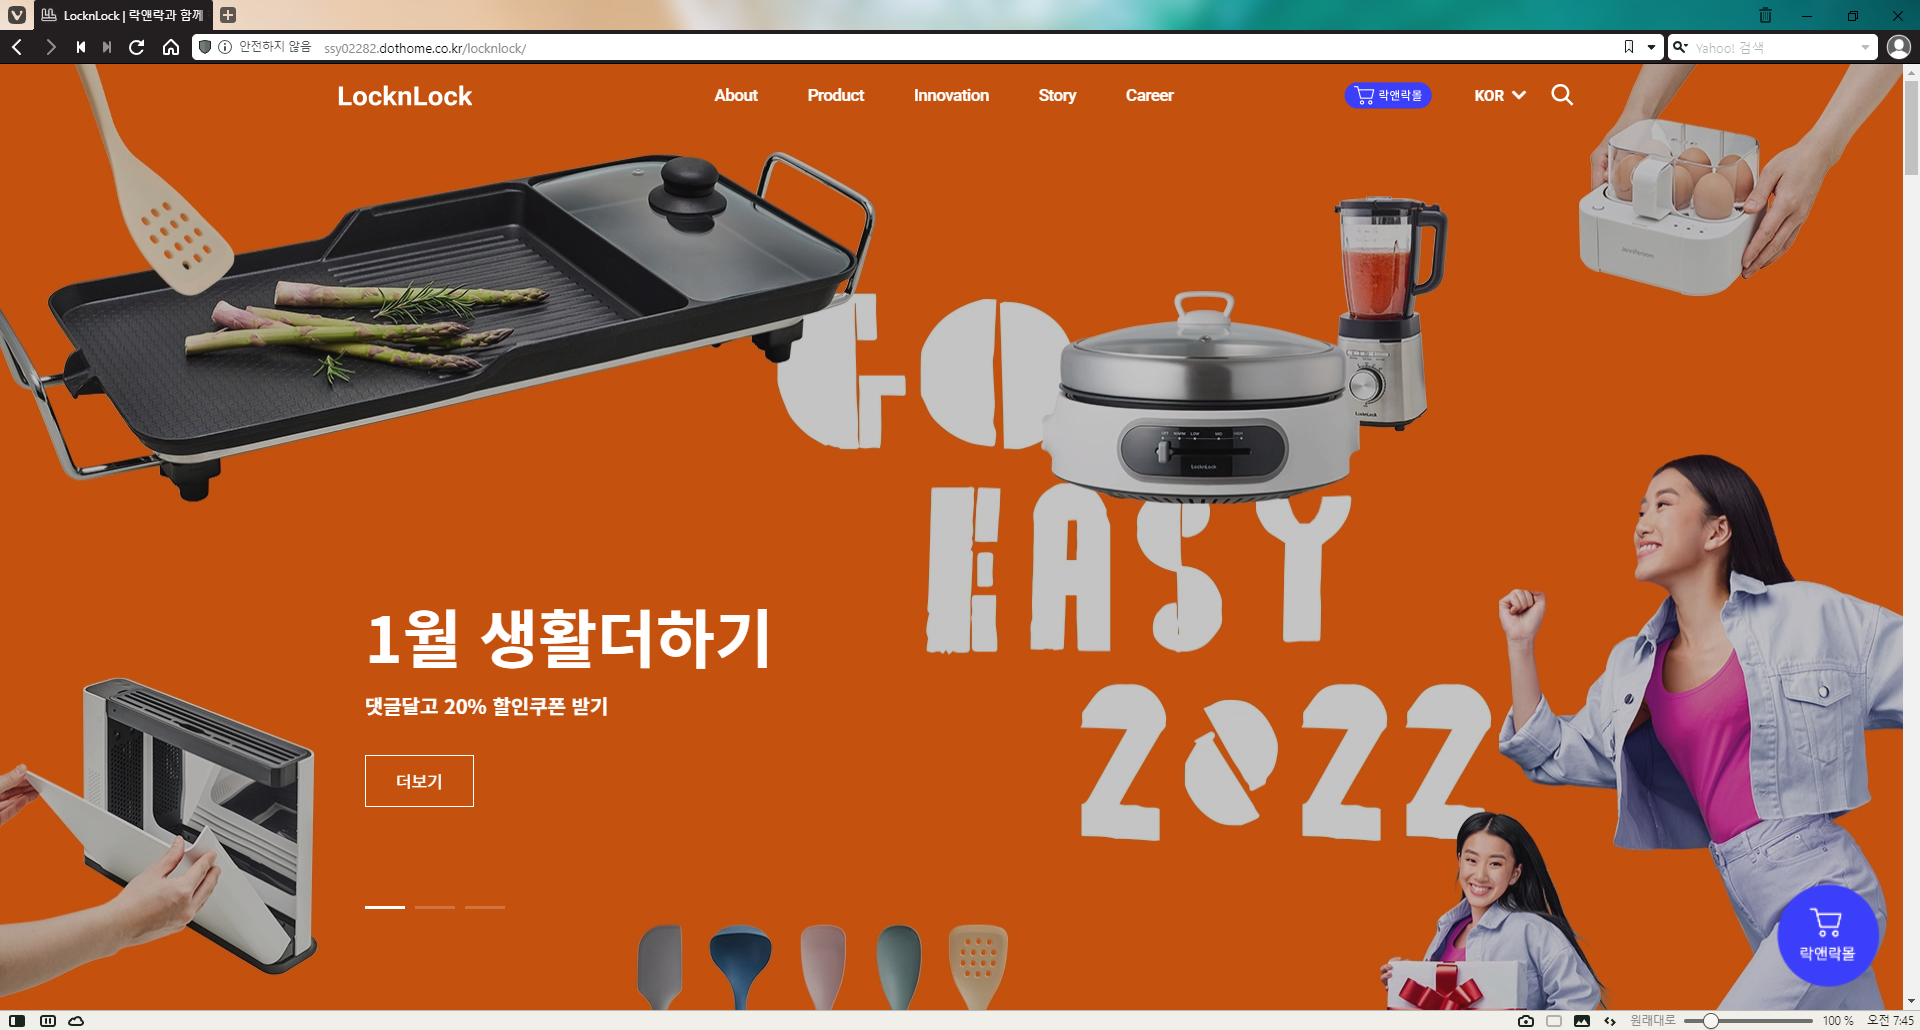 LocknLock | 락앤락과 함께
안전하지 않음 ssy02282.dothome.co.kr/locknlock/
Yahoo! 검색
LocknLock
About
Product
Innovation
Story
Career
락앤락몰
KOR
GO
EASY
2022
1월 생활더하기
댓글달고 20% 할인쿠폰 받기
더보기
LocknLock
LocknLock
락앤락몰
원래대로
100 %
오전 7:45